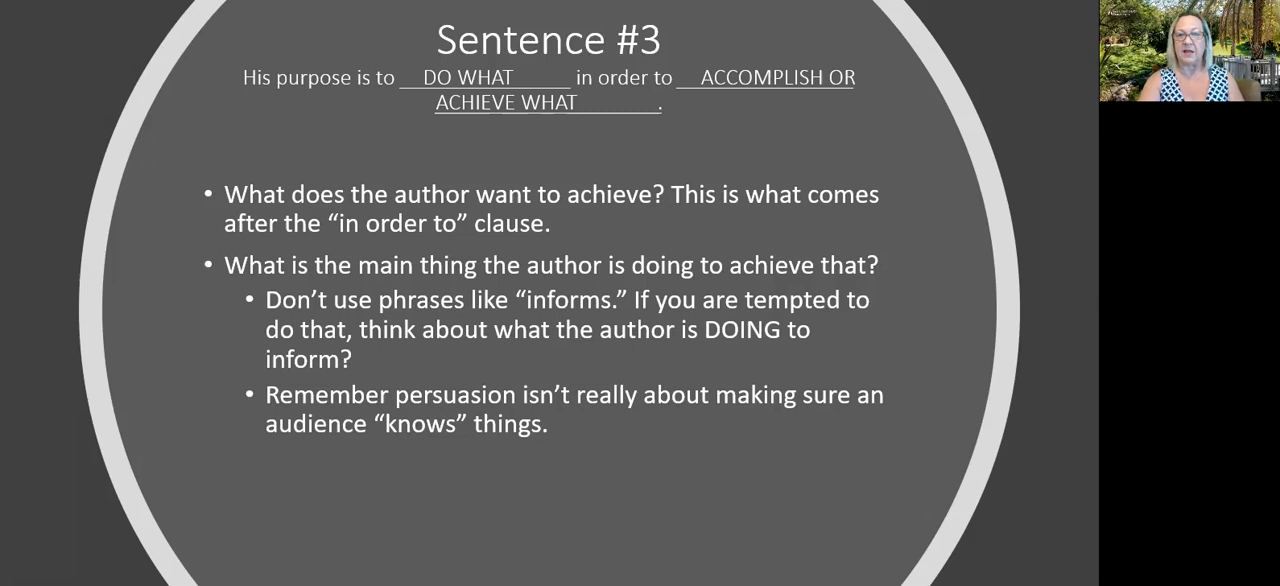 Sentence #3
His purpose is to __DO WHAT______ in order to __ACCOMPLISH OR
ACHIEVE WHAT________.
• What does the author want to achieve? This is what comes
after the “in order to” clause.
• What is the main thing the author is doing to achieve that?
• Don’t use phrases like “informs.” If you are tempted to
do that, think about what the author is DOING to
inform?
• Remember persuasion isn’t really about making sure an
audience “knows” things.